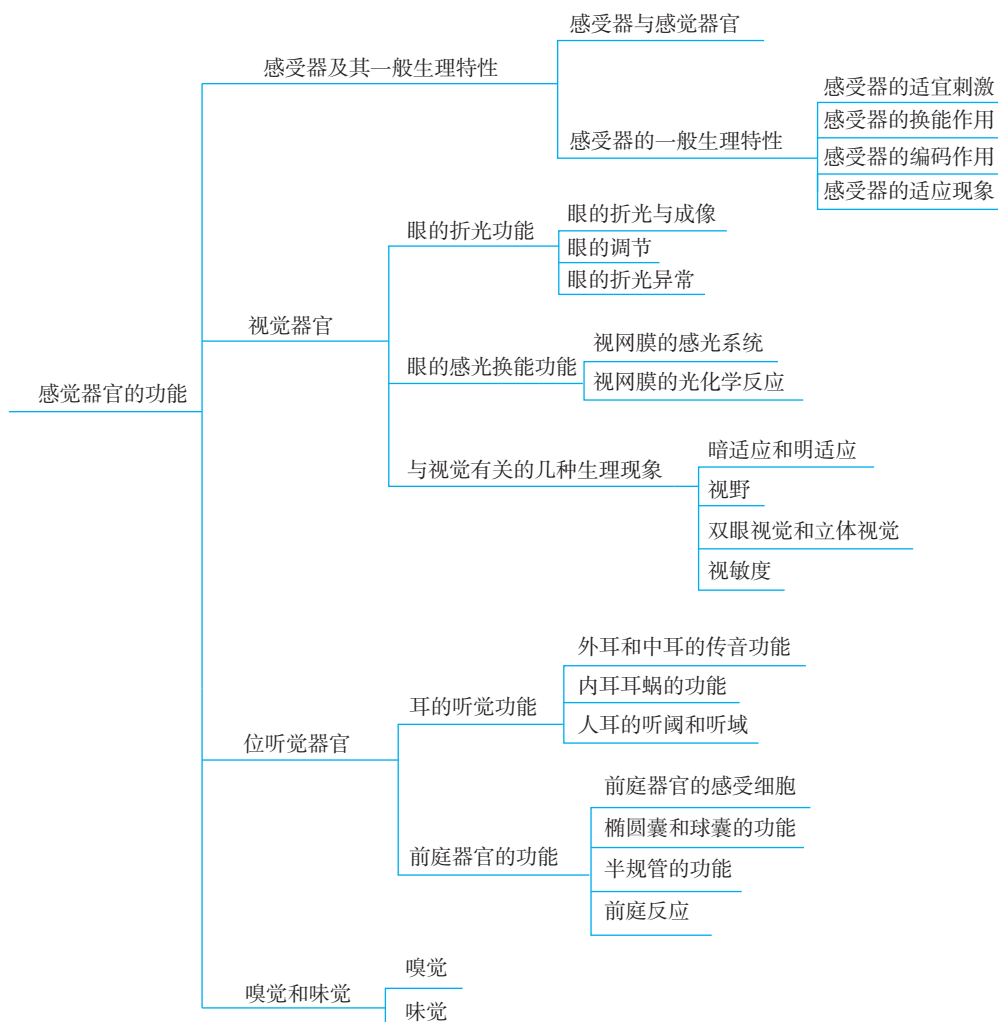 感受器与感觉器官
感受器及其一般生理特性
感受器的适宜刺激
感受器的换能作用
感受器的一般生理特性
感受器的编码作用
感受器的适应现象
眼的折光与成像
眼的折光功能
眼的调节
眼的折光异常
视觉器官
视网膜的感光系统
眼的感光换能功能
视网膜的光化学反应
感觉器官的功能
暗适应和明适应
与视觉有关的几种生理现象
视野
双眼视觉和立体视觉
视敏度
外耳和中耳的传音功能
内耳耳蜗的功能
耳的听觉功能
人耳的听阈和听域
位听觉器官
前庭器官的感受细胞
椭圆囊和球囊的功能
前庭器官的功能
半规管的功能
前庭反应
嗅觉
嗅觉和味觉
味觉